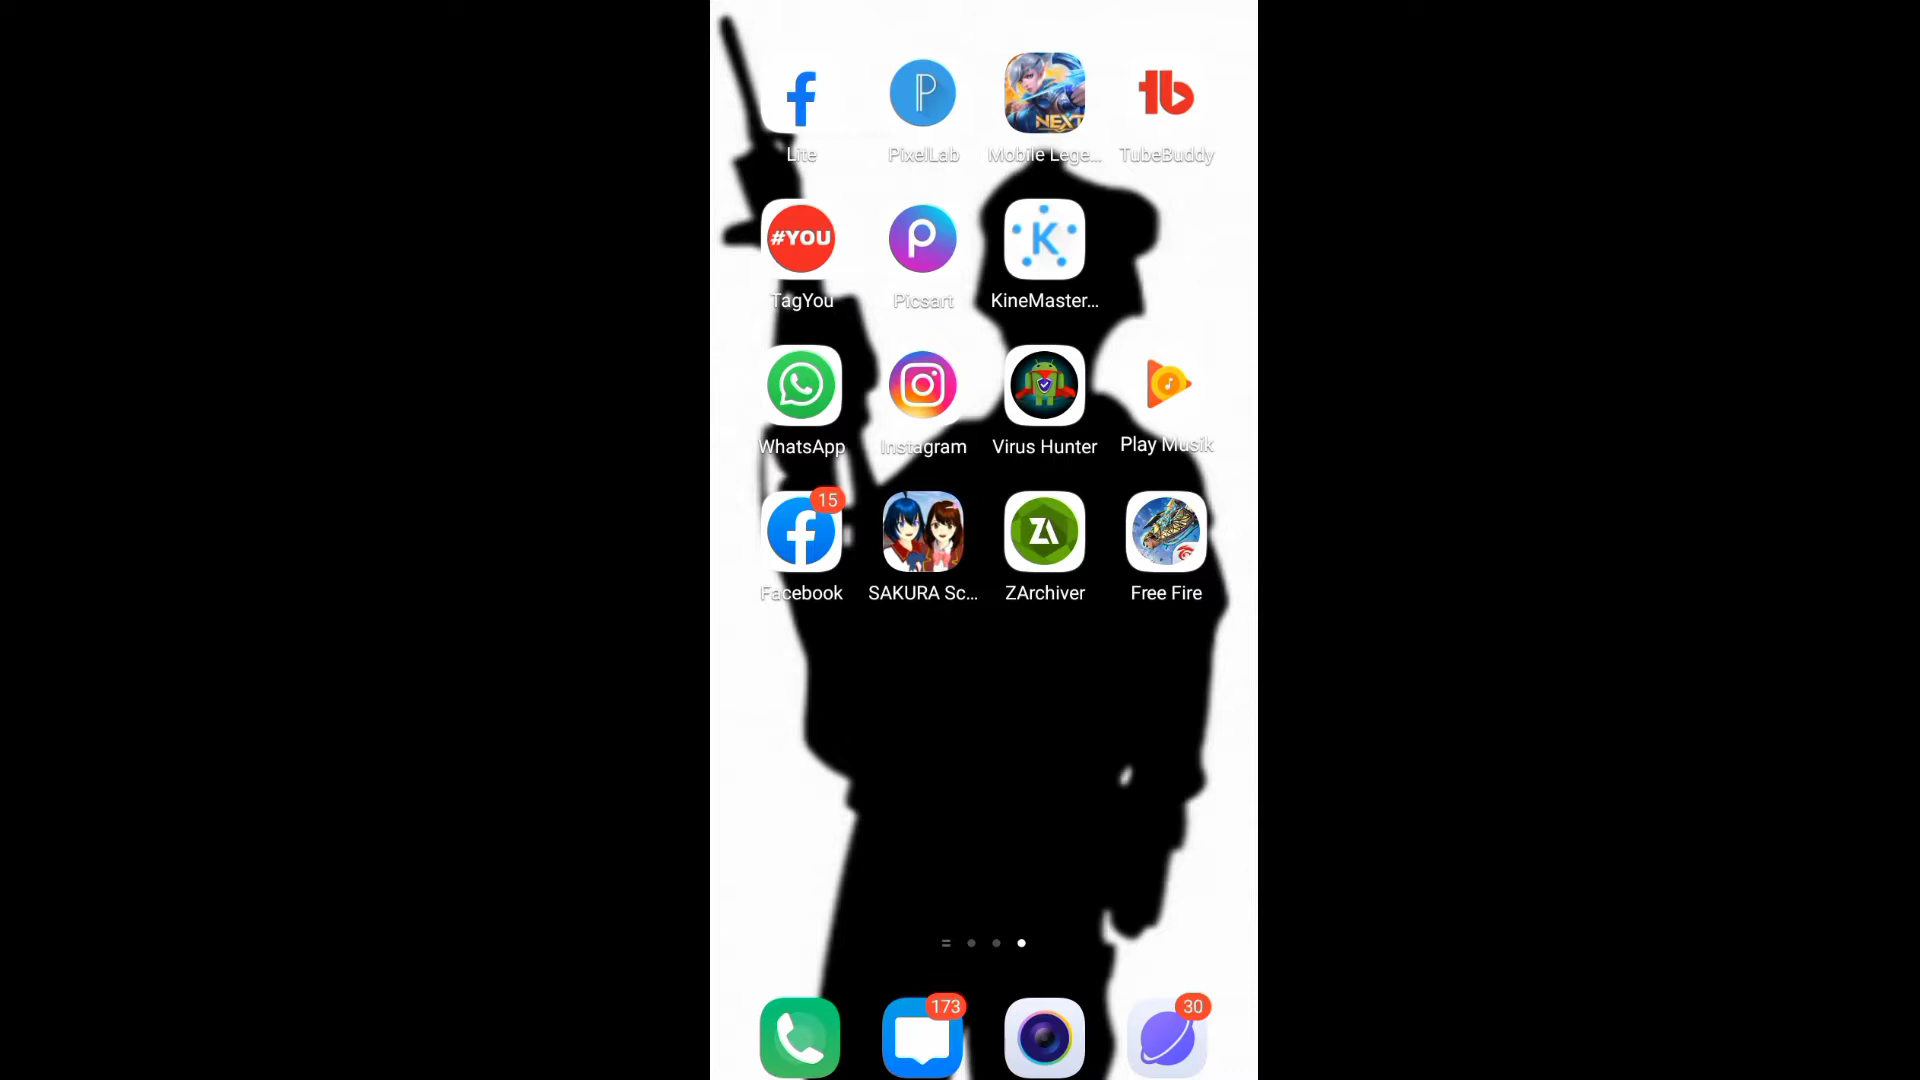 NEXT
Lite PixelLab Mobile Lege... TubeBuddy
#YOU
TagYou Picsart KineMaster...
WhatsApp Instagram Virus Hunter Play Musik
15
Facebook SAKURA Sc... ZArchiver Free Fire
173 30